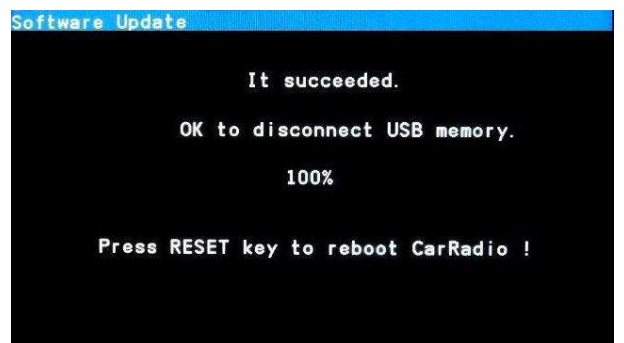 Software Update
It succeeded.
OK to disconnect USB memory.
100%
Press RESET key to reboot CarRadio !